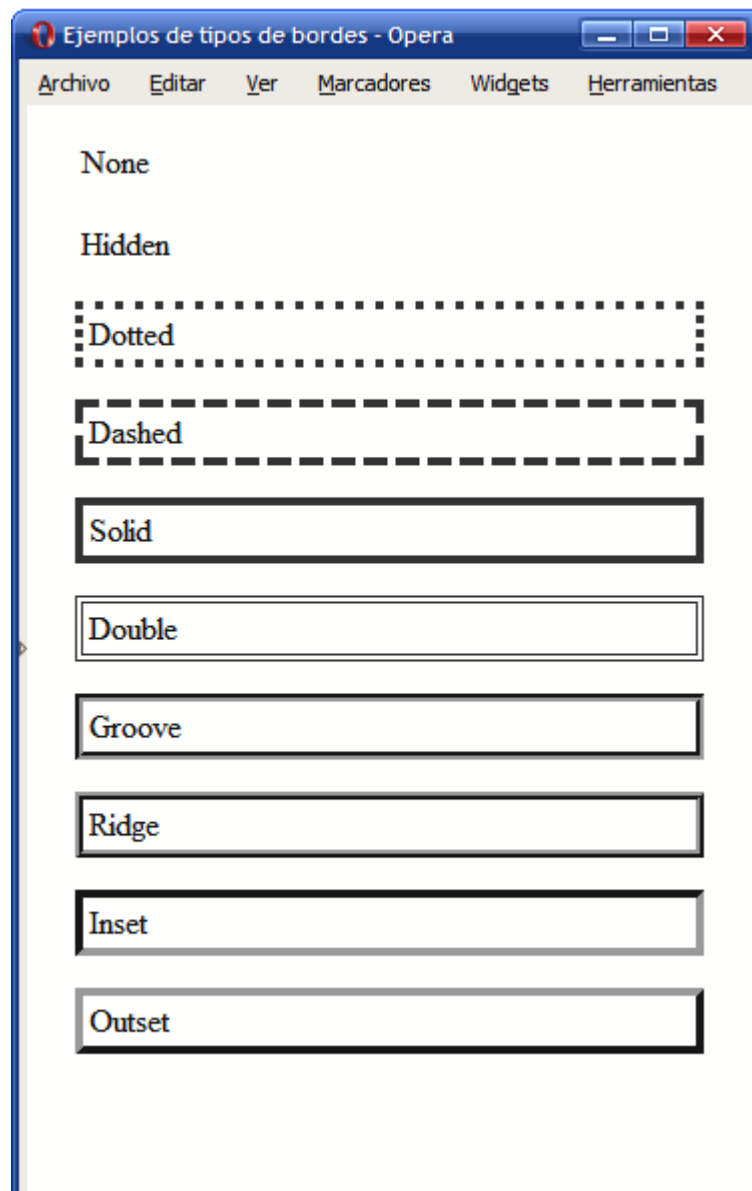 Ejemplos de tipos de bordes - Opera
Archivo Editar Ver Marcadores Widgets Herramientas
None
Hidden
Dotted
Dashed
Solid
Double
Groove
Ridge
Inset
Outset